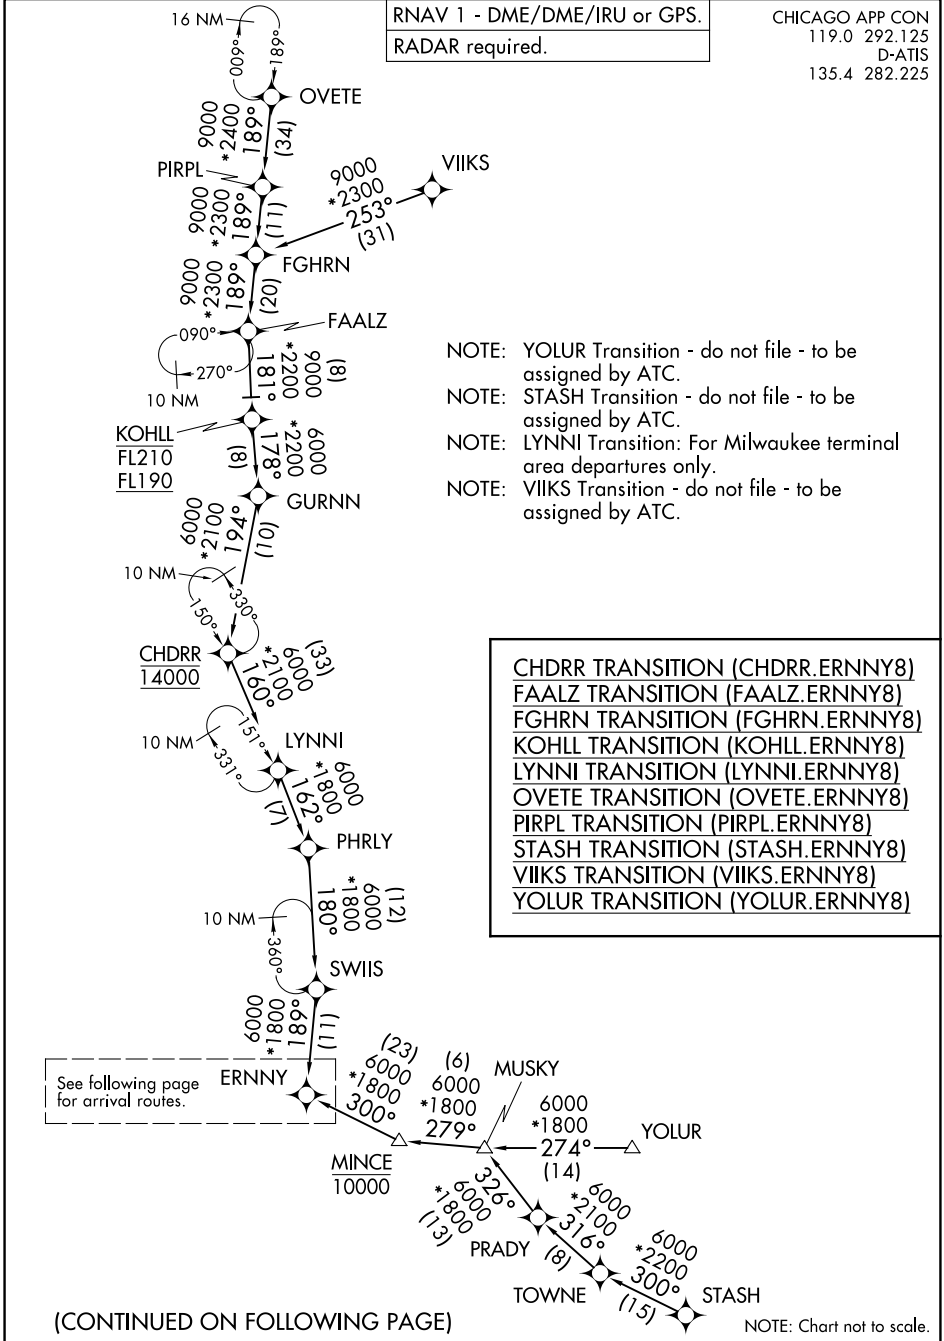 RNAV 1 - DME/DME/IRU or GPS.
RADAR required.
CHICAGO APP CON
119.0 292.125
D-ATIS
135.4 282.225
16 NM
009°
189°
OVETE
9000
*2400
189°
(34)
PIRPL
VIIKS
9000
*2300
253°
(31)
9000
*2300
189°
(11)
FGHRN
9000
*2300
189°
(20)
FAALZ
090°
270°
10 NM
(8)
9000
*2200
181°
NOTE: YOLUR Transition - do not file - to be
assigned by ATC.
NOTE: STASH Transition - do not file - to be
assigned by ATC.
NOTE: LYNNI Transition: For Milwaukee terminal
area departures only.
NOTE: VIIKS Transition - do not file - to be
assigned by ATC.
KOHLL
FL210
FL190
6000
*2200
178°
(8)
GURNN
6000
*2100
194°
(10)
10 NM
330°
150°
CHDRR
14000
(33)
6000
*2100
160°
CHDRR TRANSITION (CHDRR.ERNNY8)
FAALZ TRANSITION (FAALZ.ERNNY8)
FGHRN TRANSITION (FGHRN.ERNNY8)
KOHLL TRANSITION (KOHLL.ERNNY8)
LYNNI TRANSITION (LYNNI.ERNNY8)
OVETE TRANSITION (OVETE.ERNNY8)
PIRPL TRANSITION (PIRPL.ERNNY8)
STASH TRANSITION (STASH.ERNNY8)
VIIKS TRANSITION (VIIKS.ERNNY8)
YOLUR TRANSITION (YOLUR.ERNNY8)
10 NM
151°
331°
LYNNI
6000
*1800
162°
(7)
PHRLY
(12)
6000
*1800
180°
10 NM
360°
SWIIS
6000
*1800
189°
(11)
See following page
for arrival routes.
ERNNY
(23)
6000
*1800
300°
(6)
6000
*1800
279°
MUSKY
6000
*1800
274°
(14)
YOLUR
MINCE
10000
326°
6000
*1800
(13)
PRADY
6000
*2100
316°
(8)
TOWNE
6000
*2200
300°
(15)
STASH
(CONTINUED ON FOLLOWING PAGE)
NOTE: Chart not to scale.